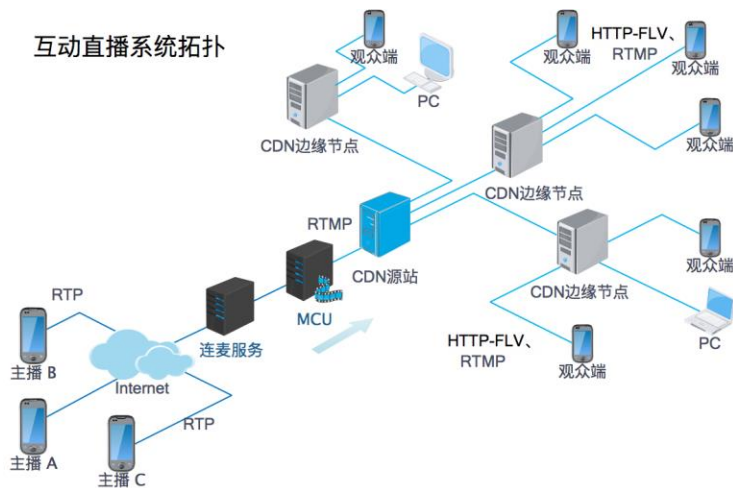 互动直播系统拓扑
观众端
PC
CDN边缘节点
观众端
HTTP-FLV、
RTMP
观众端
观众端
CDN边缘节点
RTMP
CDN源站
MCU
连麦服务
RTP
主播 B
Internet
主播 A
RTP
主播 C
观众端
CDN边缘节点
PC
HTTP-FLV、
RTMP
观众端